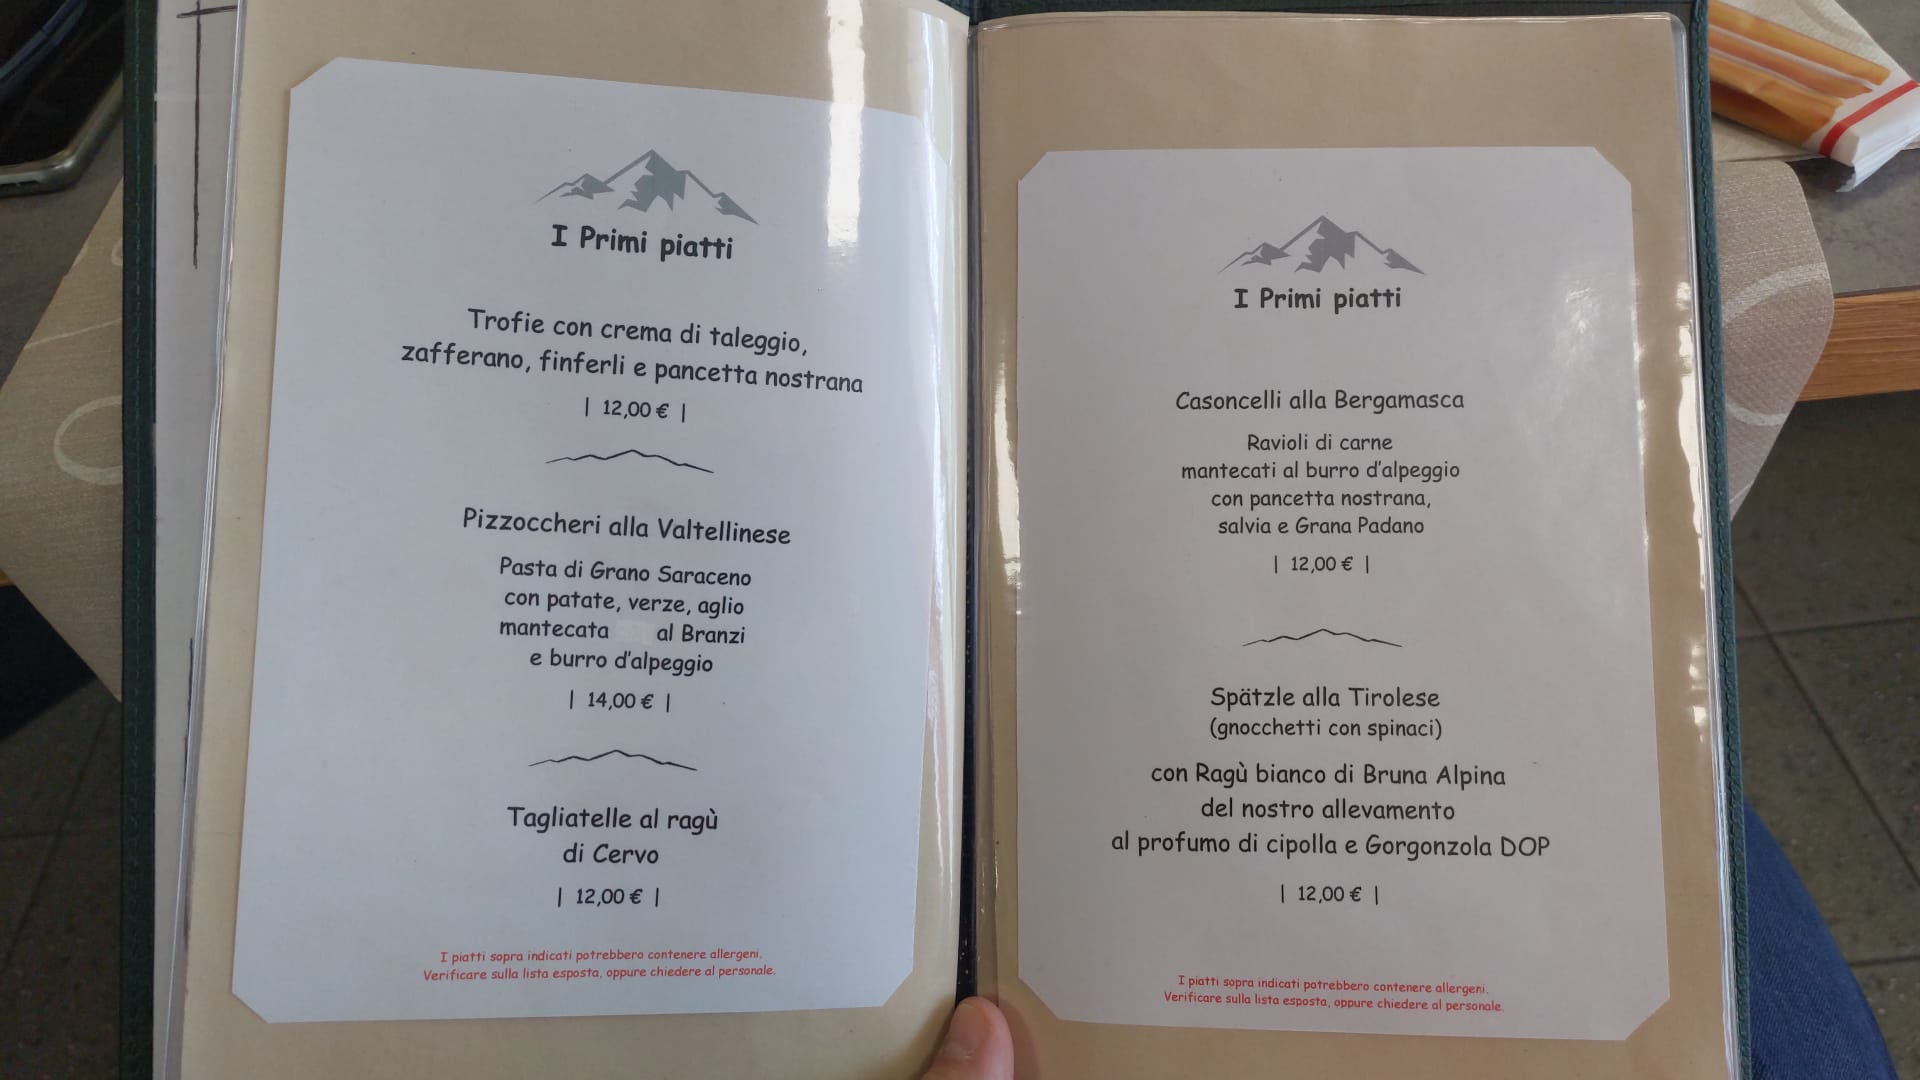 I Primi piatti
Trofie con crema di taleggio,
zafferano, finferli e pancetta nostrana
| 12,00 € |
Pizzoccheri alla Valtellinese
Pasta di Grano Saraceno
con patate, verze, aglio
mantecata al Branzi
e burro d'alpeggio
| 14,00 € |
Tagliatelle al ragù
di Cervo
| 12,00 € |
I piatti sopra indicati potrebbero contenere allergeni.
Verificare sulla lista esposta, oppure chiedere al personale.
I Primi piatti
Casoncelli alla Bergamasca
Ravioli di carne
mantecati al burro d'alpeggio
con pancetta nostrana,
salvia e Grana Padano
| 12,00 € |
Spätzle alla Tirolese
(gnocchetti con spinaci)
con Ragù bianco di Bruna Alpina
del nostro allevamento
al profumo di cipolla e Gorgonzola DOP
| 12,00 € |
I piatti sopra indicati potrebbero contenere allergeni.
Verificare sulla lista esposta, oppure chiedere al personale.